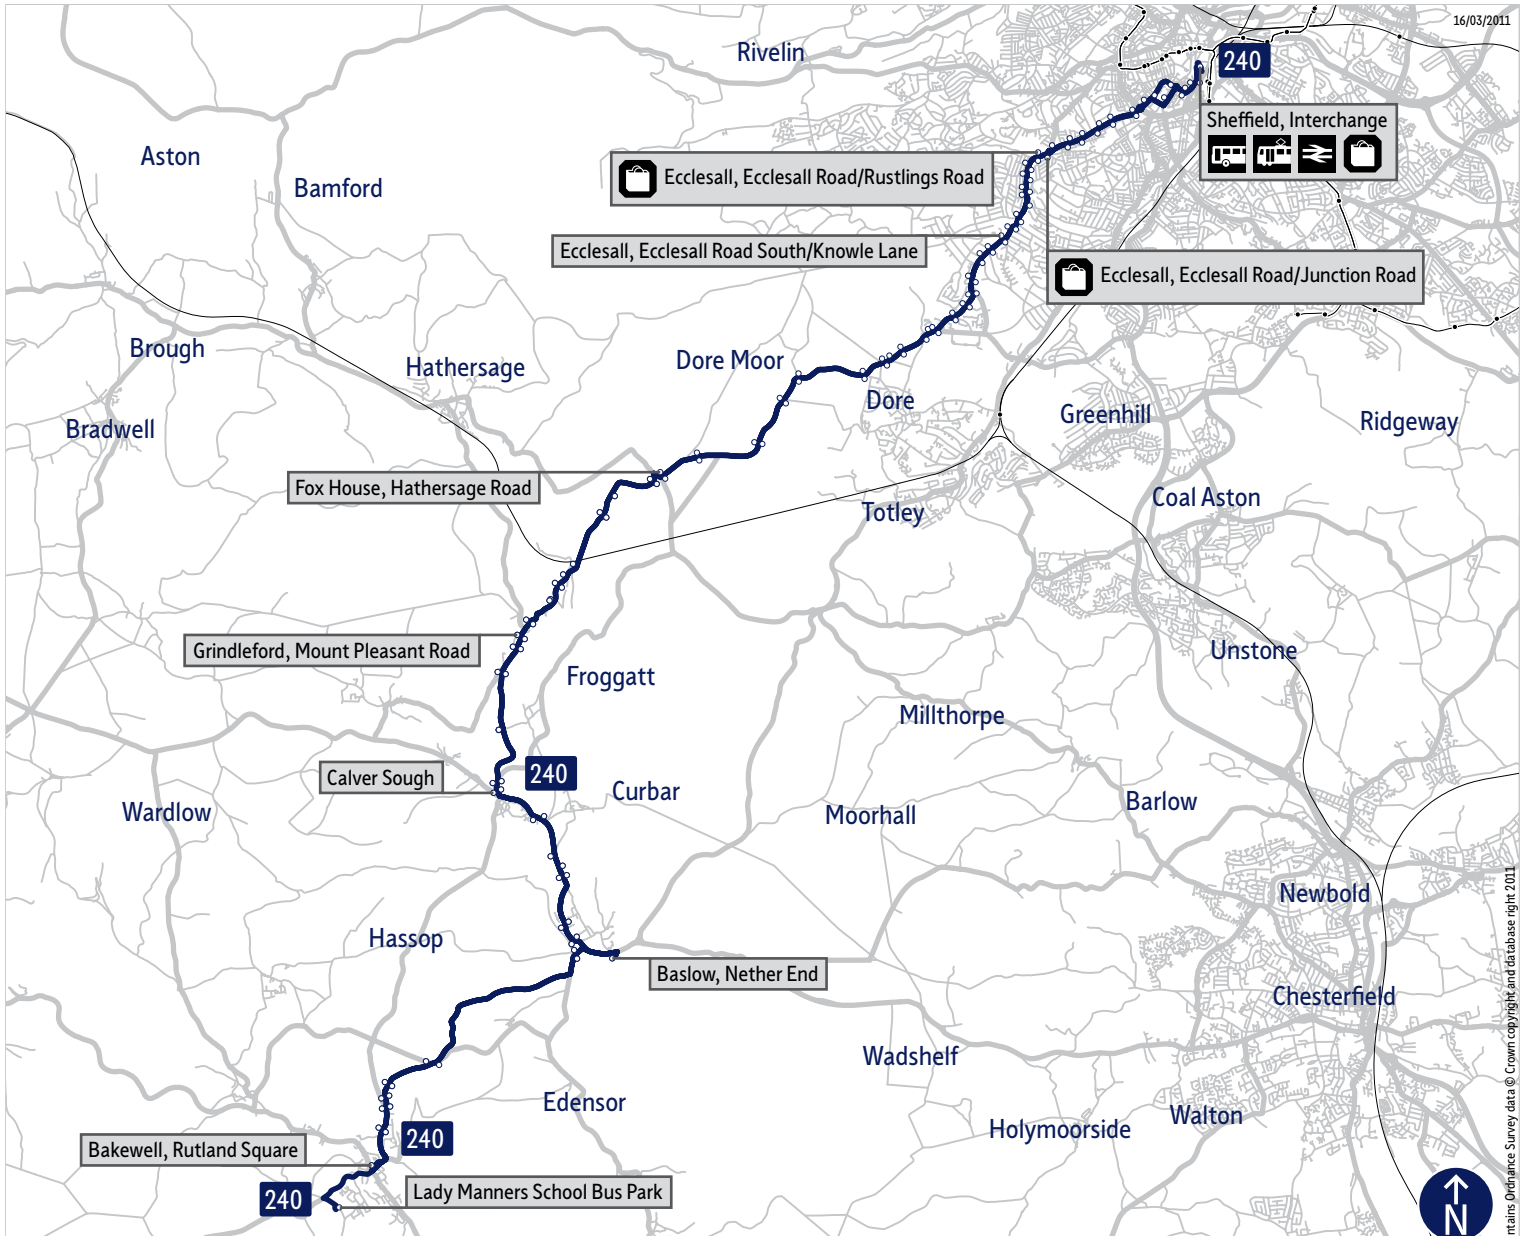 16/03/2011
Rivelin
240
Sheffield, Interchange
Aston
Bamford
Ecclesall, Ecclesall Road/Rustlings Road
Ecclesall, Ecclesall Road South/Knowle Lane
Ecclesall, Ecclesall Road/Junction Road
Brough
Hathersage
Dore Moor
Dore
Greenhill
Ridgeway
Bradwell
Fox House, Hathersage Road
Coal Aston
Totley
Grindleford, Mount Pleasant Road
Froggatt
Unstone
Millthorpe
Calver Sough
240
Curbar
Barlow
Wardlow
Moorhall
Newbold
Hassop
Baslow, Nether End
Chesterfield
Wadshelf
Edensor
Holymoorside
Walton
240
Bakewell, Rutland Square
Lady Manners School Bus Park
240
N
ntains Ordnance Survey data © Crown copyright and database right 2011